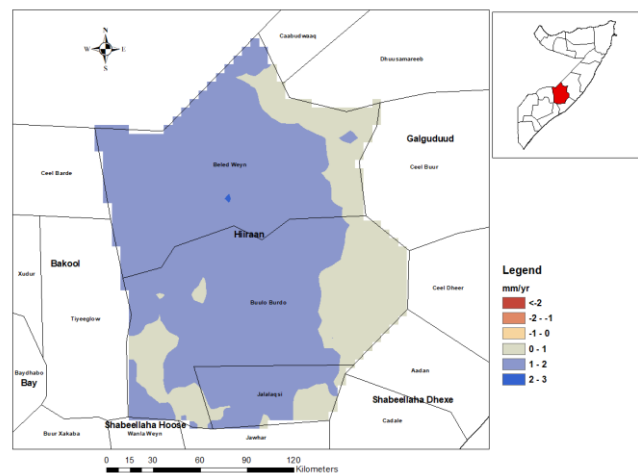 N
W E
S
Caabudwaaq
Dhuusamareeb
Galguduud
Ceel Buur
Ceel Barde
Beled Weyn
Hiiraan
Bakool
Xudur
Tiyeeglow
Buulo Burdo
Ceel Dheer
Baydhabo
Bay
Jalalaqsi
Aadan
Shabeellaha Dhexe
Cadale
Shabeellaha Hoose
Buur Xakaba
Wanla Weyn
Jawhar
Legend
mm/yr
<-2
-2 - -1
-1 - 0
0 - 1
1 - 2
2 - 3
0 15 30 60 90 120
Kilometers